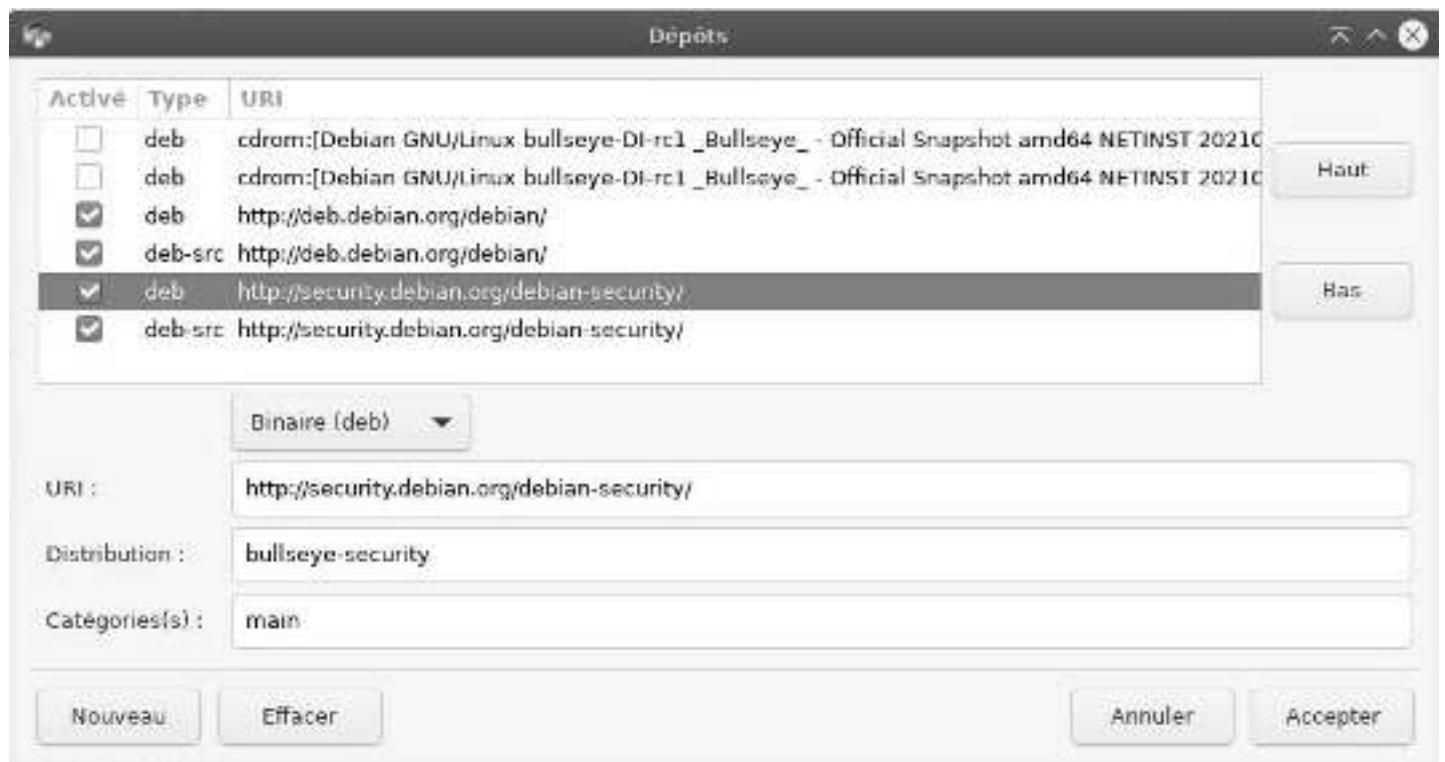 Dépôts
Activé Type URI
deb cdrom:[Debian GNU/Linux bullseye-DI-rc1 _Bullseye_ - Official Snapshot amd64 NETINST 20210
deb cdrom:[Debian GNU/Linux bullseye-DI-rc1 _Bullseye_ - Official Snapshot amd64 NETINST 20210
Haut
deb http://deb.debian.org/debian/
deb-src http://deb.debian.org/debian/
deb http://security.debian.org/debian-security/
Bas
deb-src http://security.debian.org/debian-security/
Binaire (deb)
URI : http://security.debian.org/debian-security/
Distribution : bullseye-security
Catégories(s) : main
Nouveau Effacer Annuler Accepter